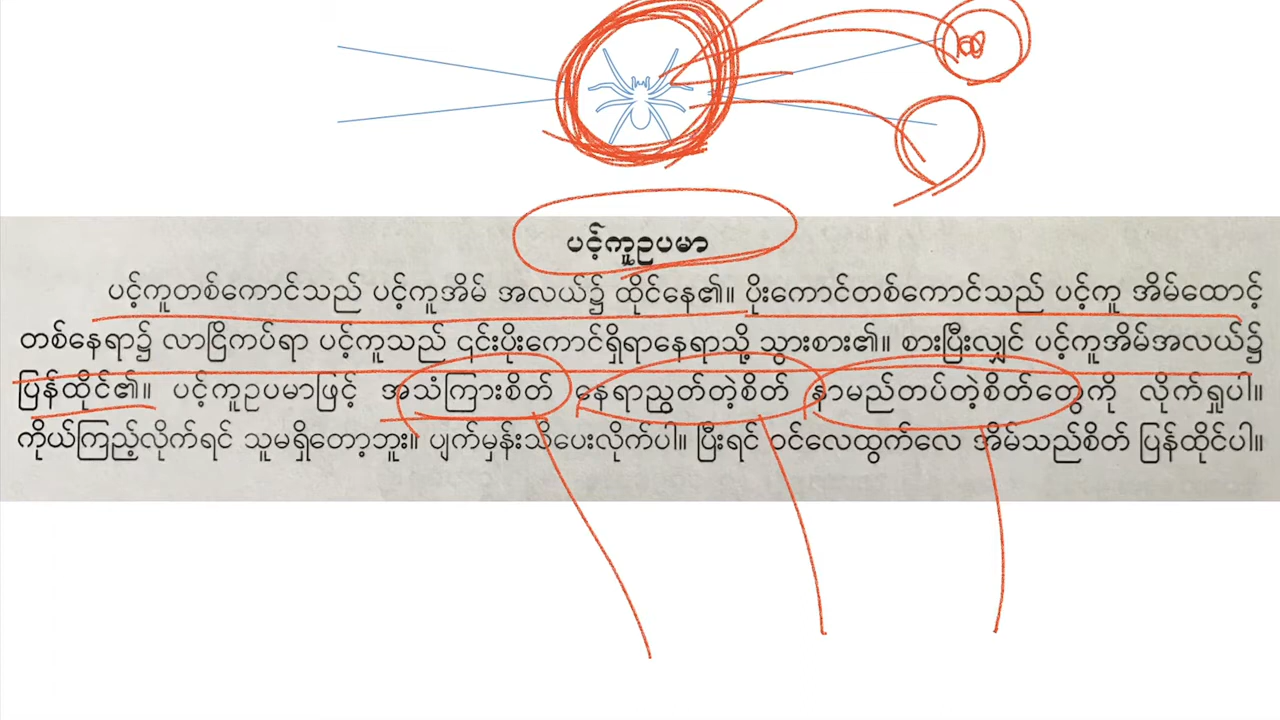 ပင့်ကူဥပမာ
ပင့်ကူတစ်ကောင်သည် ပင့်ကူအိမ် အလယ်၌ ထိုင်နေ၏။ ပိုးကောင်တစ်ကောင်သည် ပင့်ကူ အိမ်ထောင့်
တစ်နေရာ၌ လာငြိကပ်ရာ ပင့်ကူသည် ၎င်းပိုးကောင်ရှိရာနေရာသို့ သွားစား၏။ စားပြီးလျှင် ပင့်ကူအိမ်အလယ်၌
ပြန်ထိုင်၏။ ပင့်ကူဥပမာဖြင့် အသံကြားစိတ် နေရာညွှတ်တဲ့စိတ် နာမည်တပ်တဲ့စိတ်တွေကို လိုက်ရှုပါ။
ကိုယ်ကြည့်လိုက်ရင် သူမရှိတော့ဘူး။ ပျက်မှန်းသိပေးလိုက်ပါ။ ပြီးရင် ဝင်လေထွက်လေ အိမ်သည်စိတ် ပြန်ထိုင်ပါ။